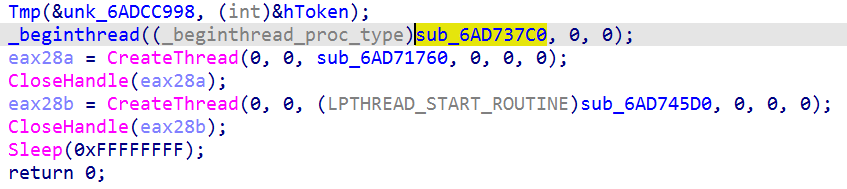 Tmp(&unk_6ADCC998, (int)&hToken);
_beginthread((_beginthread_proc_type)sub_6AD737C0, 0, 0);
eax28a = CreateThread(0, 0, sub_6AD71760, 0, 0, 0);
CloseHandle(eax28a);
eax28b = CreateThread(0, 0, (LPTHREAD_START_ROUTINE)sub_6AD745D0, 0, 0, 0);
CloseHandle(eax28b);
Sleep(0xFFFFFFFF);
return 0;